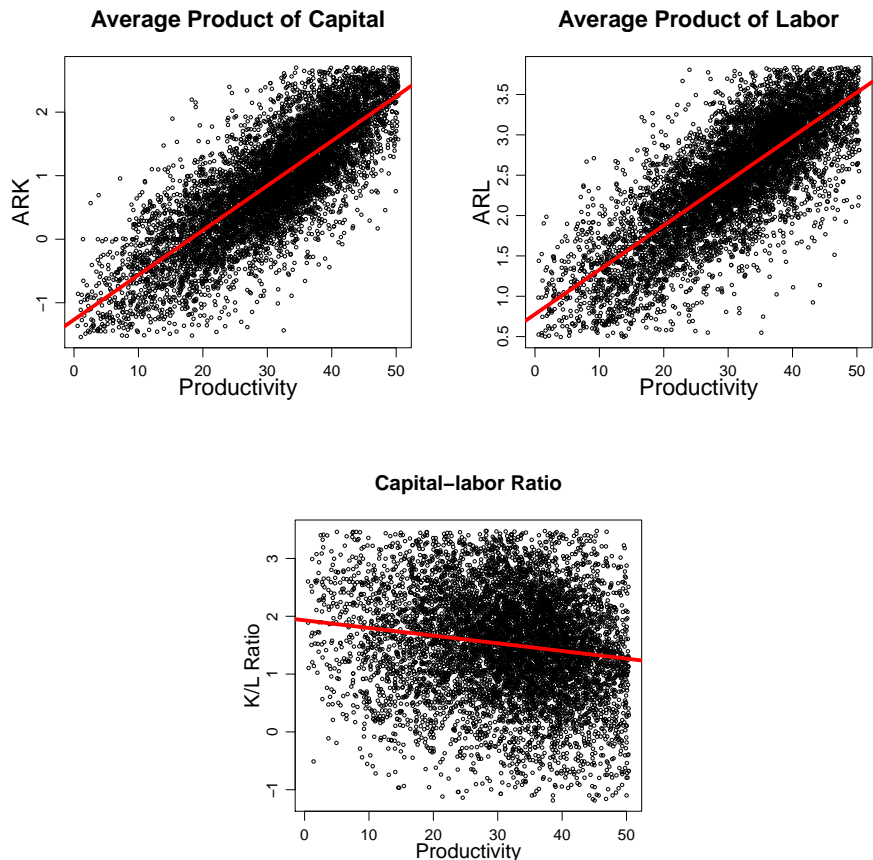 Average Product of Capital
ARK
2
1
0
−1
0 10 20 30 40 50
Productivity
Average Product of Labor
ARL
3.5
3.0
2.5
2.0
1.5
1.0
0.5
0 10 20 30 40 50
Productivity
Capital−labor Ratio
K/L Ratio
3
2
1
0
−1
0 10 20 30 40 50
Productivity